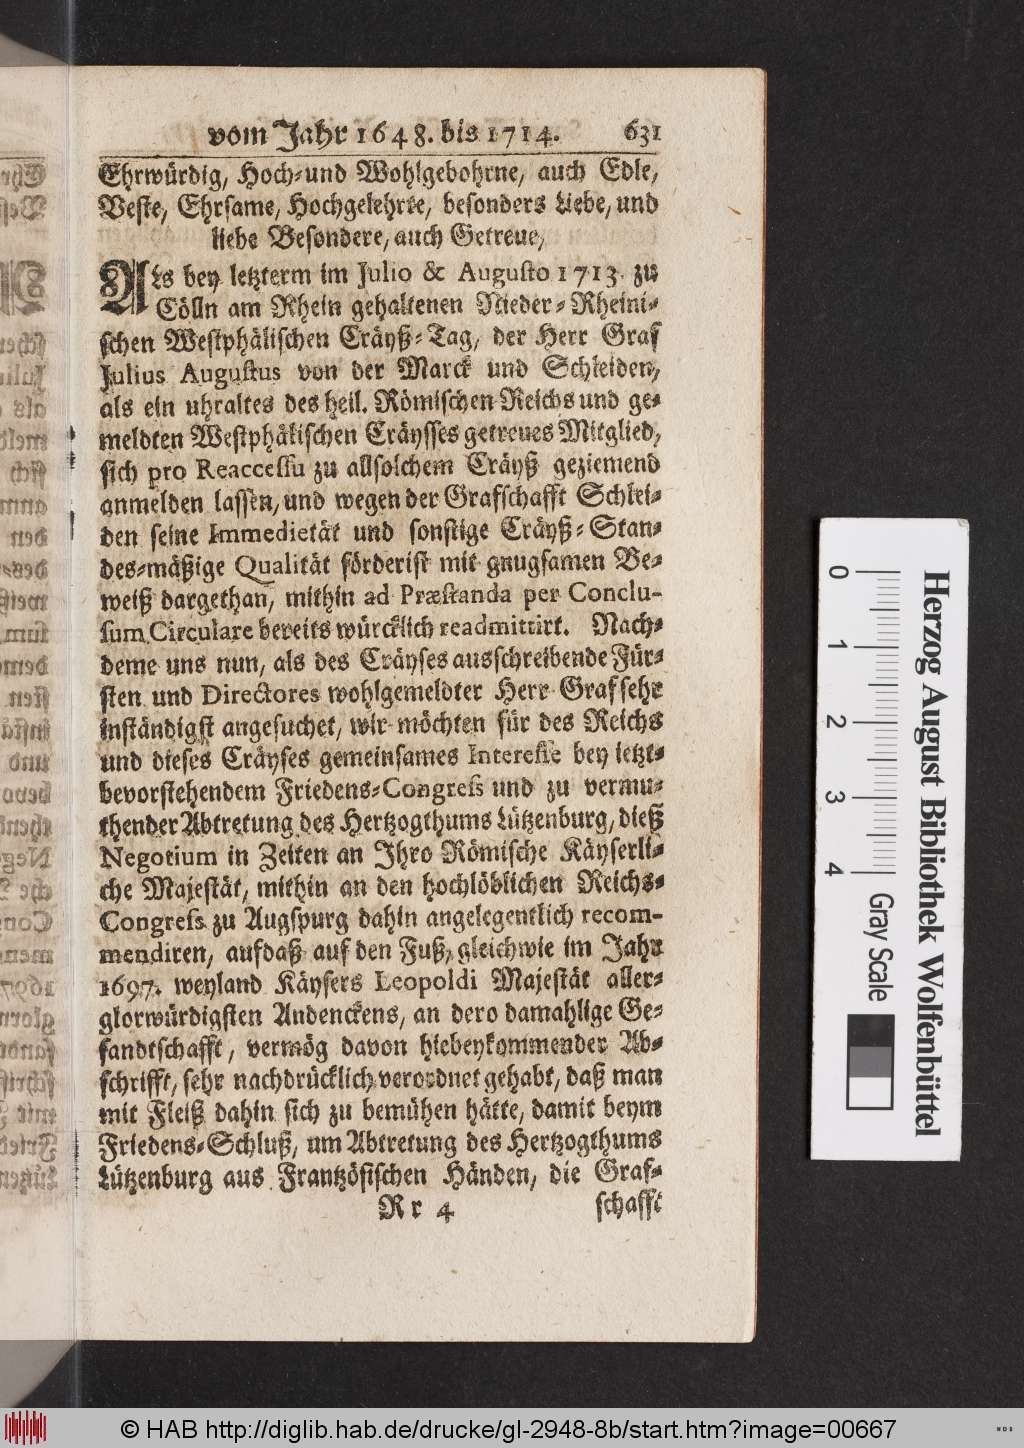 vom Jahr 1648. bis 1714. 631
Ehrwürdig, Hoch-und Wohlgebohrne, auch Edle,
Veste, Ehrsame, Hochgelehrte, besonders Liebe, und
liebe Besondere, auch Getreue,
ALs bey letzterm im Julio & Augusto 1713. zu
Cölln am Rhein gehaltenen Nieder-Rheini-
schen Westphälischen Cräyß-Tag, der Herr Graf
Julius Augustus von der Marck und Schleiden,
als ein uhraltes des heil. Römischen Reichs und ge-
meldten Westphälischen Cräysses getreues Mitglied,
sich pro Reaccessu zu allsolchem Cräyß geziemend
anmelden lassen, und wegen der Grafschafft Schlei-
den seine Immedietät und sonstige Cräyß-Stan-
des-mäßige Qualität förderist mit gnugsamen Be-
weiß dargethan, mithin ad Præstanda per Conclu-
sum Circulare bereits würcklich readmittirt. Nach-
deme uns nun, als des Cräyses ausschreibende Für-
sten und Directores wohlgemeldter Herr Graf sehr
inständigst angesuchet, wir möchten für des Reichs
und dieses Cräyses gemeinsames Interesse bey letzt-
bevorstehendem Friedens-Congress und zu vermu-
thender Abtretung des Hertzogthums Lützenburg, dieß
Negotium in Zeiten an Ihro Römische Käyserli-
che Majestät, mithin an den hochlöblichen Reichs-
Congress zu Augspurg dahin angelegentlich recom-
mendiren, aufdaß auf den Fuß, gleichwie im Jahr
1697. weyland Käysers Leopoldi Majestät aller-
glorwürdigsten Andenckens, an dero damahlige Ge-
sandtschafft, vermög davon hiebeykommender Ab-
schrifft, sehr nachdrücklich verordnet gehabt, daß man
mit Fleiß dahin sich zu bemühen hätte, damit beym
Friedens-Schluß, um Abtretung des Hertzogthums
Lützenburg aus Frantzösischen Händen, die Graf-
Rr 4 schafft
0 1 2 3 4 Gray Scale
Herzog August Bibliothek Wolfenbüttel
© HAB http://diglib.hab.de/drucke/gl-2948-8b/start.htm?image=00667